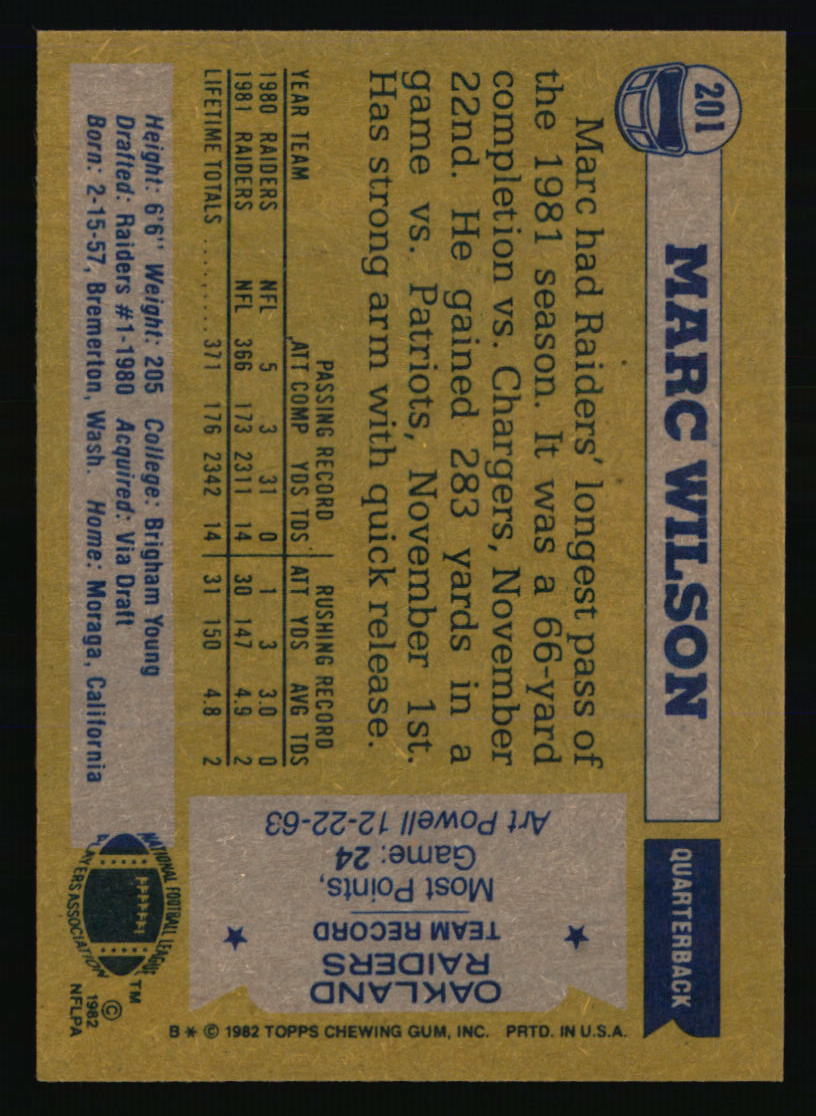 201
MARC WILSON
QUARTERBACK
Marc had Raiders' longest pass of
the 1981 season. It was a 66-yard
completion vs. Chargers, November
22nd. He gained 283 yards in a
game vs. Patriots, November 1st.
Has strong arm with quick release.
PASSING RECORD RUSHING RECORD
YEAR TEAM ATT COMP YDS TDS ATT YDS AVG TDS
1980 RAIDERS NFL 5 3 31 0 1 3 3.0 0
1981 RAIDERS NFL 366 173 2311 14 30 147 4.9 2
LIFETIME TOTALS ......... 371 176 2342 14 31 150 4.8 2
Height: 6'6" Weight: 205 College: Brigham Young
Drafted: Raiders #1-1980 Acquired: Via Draft
Born: 2-15-57, Bremerton, Wash. Home: Moraga, California
OAKLAND
RAIDERS
TEAM RECORD
Most Points,
Game: 24
Art Powell 12-22-63
NATIONAL FOOTBALL LEAGUE
PLAYERS ASSOCIATION
TM
©
1982
NFLPA
B * © 1982 TOPPS CHEWING GUM, INC. PRTD. IN U.S.A.